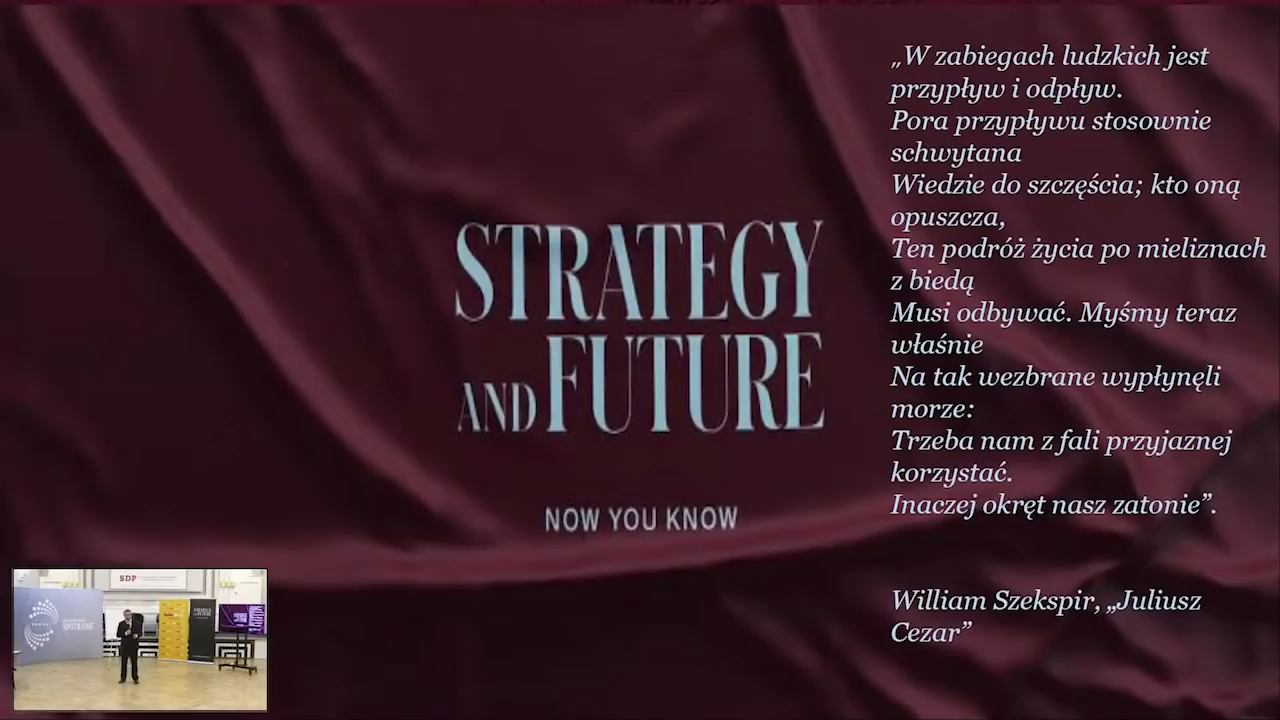 STRATEGY
AND FUTURE
NOW YOU KNOW
„W zabiegach ludzkich jest
przypływ i odpływ.
Pora przypływu stosownie
schwytana
Wiedzie do szczęścia; kto oną
opuszcza,
Ten podróż życia po mieliznach
z biedą
Musi odbywać. Myśmy teraz
właśnie
Na tak wezbrane wypłynęli
morze:
Trzeba nam z fali przyjaznej
korzystać.
Inaczej okręt nasz zatonie”.
William Szekspir, „Juliusz
Cezar”
SDP
SPOTKANIE